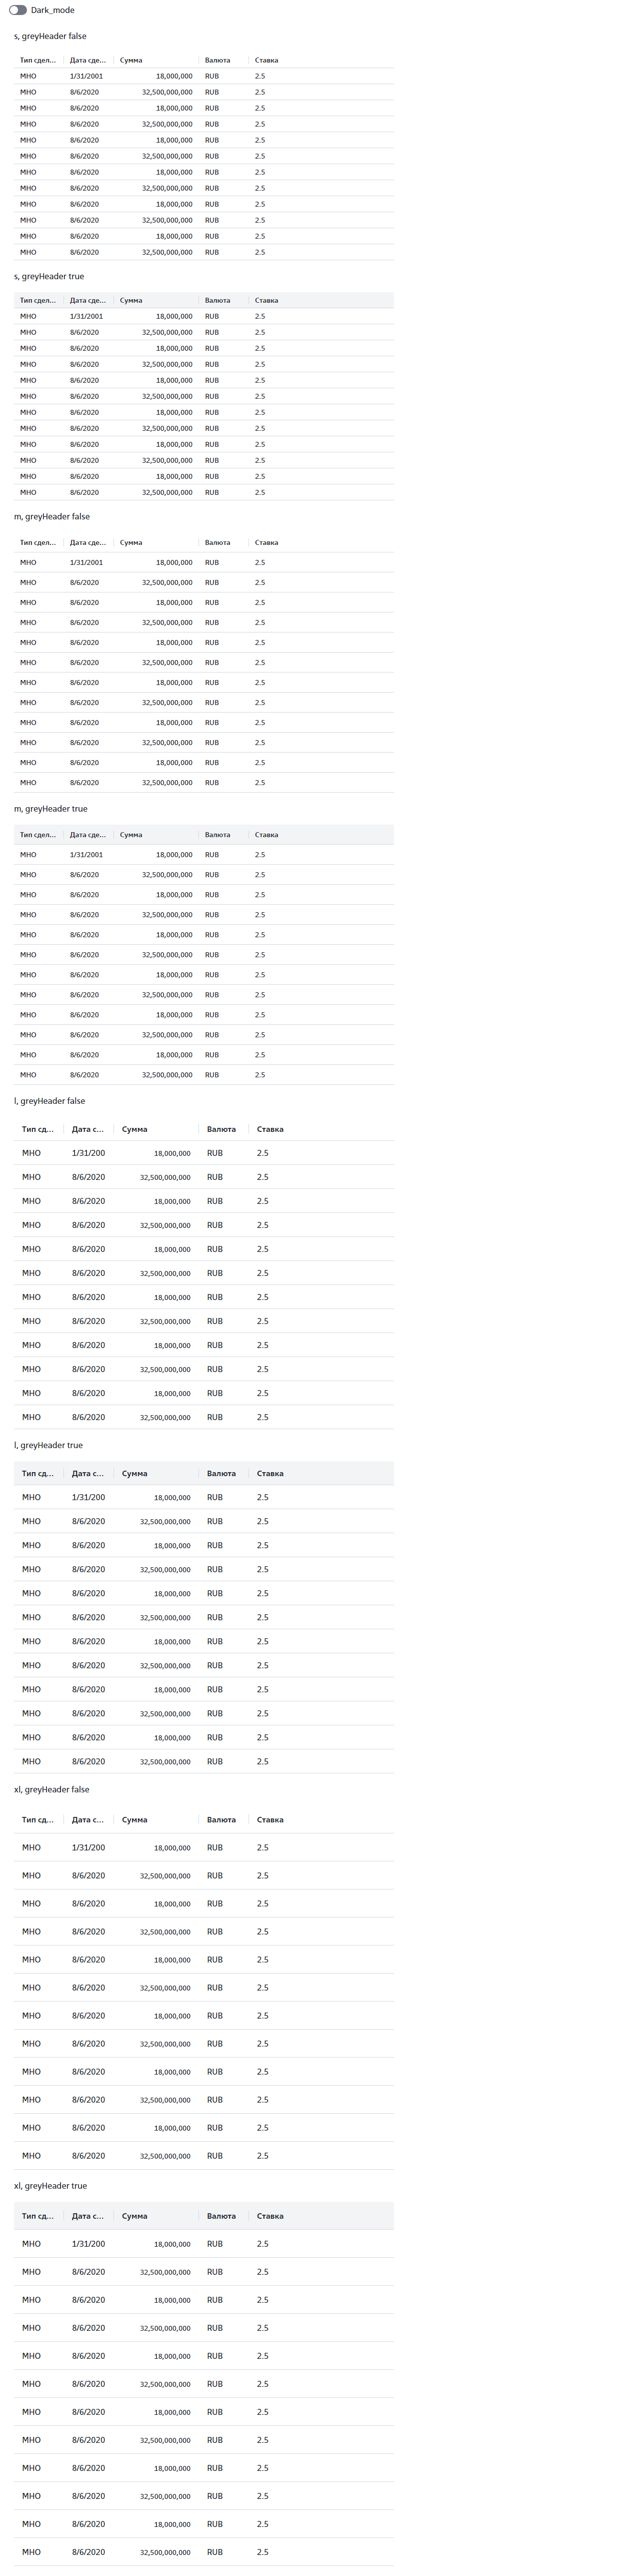 Dark_mode
s, greyHeader false
Тип сдел... Дата сде... Сумма Валюта Ставка
МНО 1/31/2001 18,000,000 RUB 2.5
МНО 8/6/2020 32,500,000,000 RUB 2.5
МНО 8/6/2020 18,000,000 RUB 2.5
МНО 8/6/2020 32,500,000,000 RUB 2.5
МНО 8/6/2020 18,000,000 RUB 2.5
МНО 8/6/2020 32,500,000,000 RUB 2.5
МНО 8/6/2020 18,000,000 RUB 2.5
МНО 8/6/2020 32,500,000,000 RUB 2.5
МНО 8/6/2020 18,000,000 RUB 2.5
МНО 8/6/2020 32,500,000,000 RUB 2.5
МНО 8/6/2020 18,000,000 RUB 2.5
МНО 8/6/2020 32,500,000,000 RUB 2.5
s, greyHeader true
Тип сдел... Дата сде... Сумма Валюта Ставка
МНО 1/31/2001 18,000,000 RUB 2.5
МНО 8/6/2020 32,500,000,000 RUB 2.5
МНО 8/6/2020 18,000,000 RUB 2.5
МНО 8/6/2020 32,500,000,000 RUB 2.5
МНО 8/6/2020 18,000,000 RUB 2.5
МНО 8/6/2020 32,500,000,000 RUB 2.5
МНО 8/6/2020 18,000,000 RUB 2.5
МНО 8/6/2020 32,500,000,000 RUB 2.5
МНО 8/6/2020 18,000,000 RUB 2.5
МНО 8/6/2020 32,500,000,000 RUB 2.5
МНО 8/6/2020 18,000,000 RUB 2.5
МНО 8/6/2020 32,500,000,000 RUB 2.5
m, greyHeader false
Тип сдел... Дата сде... Сумма Валюта Ставка
МНО 1/31/2001 18,000,000 RUB 2.5
МНО 8/6/2020 32,500,000,000 RUB 2.5
МНО 8/6/2020 18,000,000 RUB 2.5
МНО 8/6/2020 32,500,000,000 RUB 2.5
МНО 8/6/2020 18,000,000 RUB 2.5
МНО 8/6/2020 32,500,000,000 RUB 2.5
МНО 8/6/2020 18,000,000 RUB 2.5
МНО 8/6/2020 32,500,000,000 RUB 2.5
МНО 8/6/2020 18,000,000 RUB 2.5
МНО 8/6/2020 32,500,000,000 RUB 2.5
МНО 8/6/2020 18,000,000 RUB 2.5
МНО 8/6/2020 32,500,000,000 RUB 2.5
m, greyHeader true
Тип сдел... Дата сде... Сумма Валюта Ставка
МНО 1/31/2001 18,000,000 RUB 2.5
МНО 8/6/2020 32,500,000,000 RUB 2.5
МНО 8/6/2020 18,000,000 RUB 2.5
МНО 8/6/2020 32,500,000,000 RUB 2.5
МНО 8/6/2020 18,000,000 RUB 2.5
МНО 8/6/2020 32,500,000,000 RUB 2.5
МНО 8/6/2020 18,000,000 RUB 2.5
МНО 8/6/2020 32,500,000,000 RUB 2.5
МНО 8/6/2020 18,000,000 RUB 2.5
МНО 8/6/2020 32,500,000,000 RUB 2.5
МНО 8/6/2020 18,000,000 RUB 2.5
МНО 8/6/2020 32,500,000,000 RUB 2.5
l, greyHeader false
Тип сд... Дата с... Сумма Валюта Ставка
МНО 1/31/200 18,000,000 RUB 2.5
МНО 8/6/2020 32,500,000,000 RUB 2.5
МНО 8/6/2020 18,000,000 RUB 2.5
МНО 8/6/2020 32,500,000,000 RUB 2.5
МНО 8/6/2020 18,000,000 RUB 2.5
МНО 8/6/2020 32,500,000,000 RUB 2.5
МНО 8/6/2020 18,000,000 RUB 2.5
МНО 8/6/2020 32,500,000,000 RUB 2.5
МНО 8/6/2020 18,000,000 RUB 2.5
МНО 8/6/2020 32,500,000,000 RUB 2.5
МНО 8/6/2020 18,000,000 RUB 2.5
МНО 8/6/2020 32,500,000,000 RUB 2.5
l, greyHeader true
Тип сд... Дата с... Сумма Валюта Ставка
МНО 1/31/200 18,000,000 RUB 2.5
МНО 8/6/2020 32,500,000,000 RUB 2.5
МНО 8/6/2020 18,000,000 RUB 2.5
МНО 8/6/2020 32,500,000,000 RUB 2.5
МНО 8/6/2020 18,000,000 RUB 2.5
МНО 8/6/2020 32,500,000,000 RUB 2.5
МНО 8/6/2020 18,000,000 RUB 2.5
МНО 8/6/2020 32,500,000,000 RUB 2.5
МНО 8/6/2020 18,000,000 RUB 2.5
МНО 8/6/2020 32,500,000,000 RUB 2.5
МНО 8/6/2020 18,000,000 RUB 2.5
МНО 8/6/2020 32,500,000,000 RUB 2.5
xl, greyHeader false
Тип сд... Дата с... Сумма Валюта Ставка
МНО 1/31/200 18,000,000 RUB 2.5
МНО 8/6/2020 32,500,000,000 RUB 2.5
МНО 8/6/2020 18,000,000 RUB 2.5
МНО 8/6/2020 32,500,000,000 RUB 2.5
МНО 8/6/2020 18,000,000 RUB 2.5
МНО 8/6/2020 32,500,000,000 RUB 2.5
МНО 8/6/2020 18,000,000 RUB 2.5
МНО 8/6/2020 32,500,000,000 RUB 2.5
МНО 8/6/2020 18,000,000 RUB 2.5
МНО 8/6/2020 32,500,000,000 RUB 2.5
МНО 8/6/2020 18,000,000 RUB 2.5
МНО 8/6/2020 32,500,000,000 RUB 2.5
xl, greyHeader true
Тип сд... Дата с... Сумма Валюта Ставка
МНО 1/31/200 18,000,000 RUB 2.5
МНО 8/6/2020 32,500,000,000 RUB 2.5
МНО 8/6/2020 18,000,000 RUB 2.5
МНО 8/6/2020 32,500,000,000 RUB 2.5
МНО 8/6/2020 18,000,000 RUB 2.5
МНО 8/6/2020 32,500,000,000 RUB 2.5
МНО 8/6/2020 18,000,000 RUB 2.5
МНО 8/6/2020 32,500,000,000 RUB 2.5
МНО 8/6/2020 18,000,000 RUB 2.5
МНО 8/6/2020 32,500,000,000 RUB 2.5
МНО 8/6/2020 18,000,000 RUB 2.5
МНО 8/6/2020 32,500,000,000 RUB 2.5